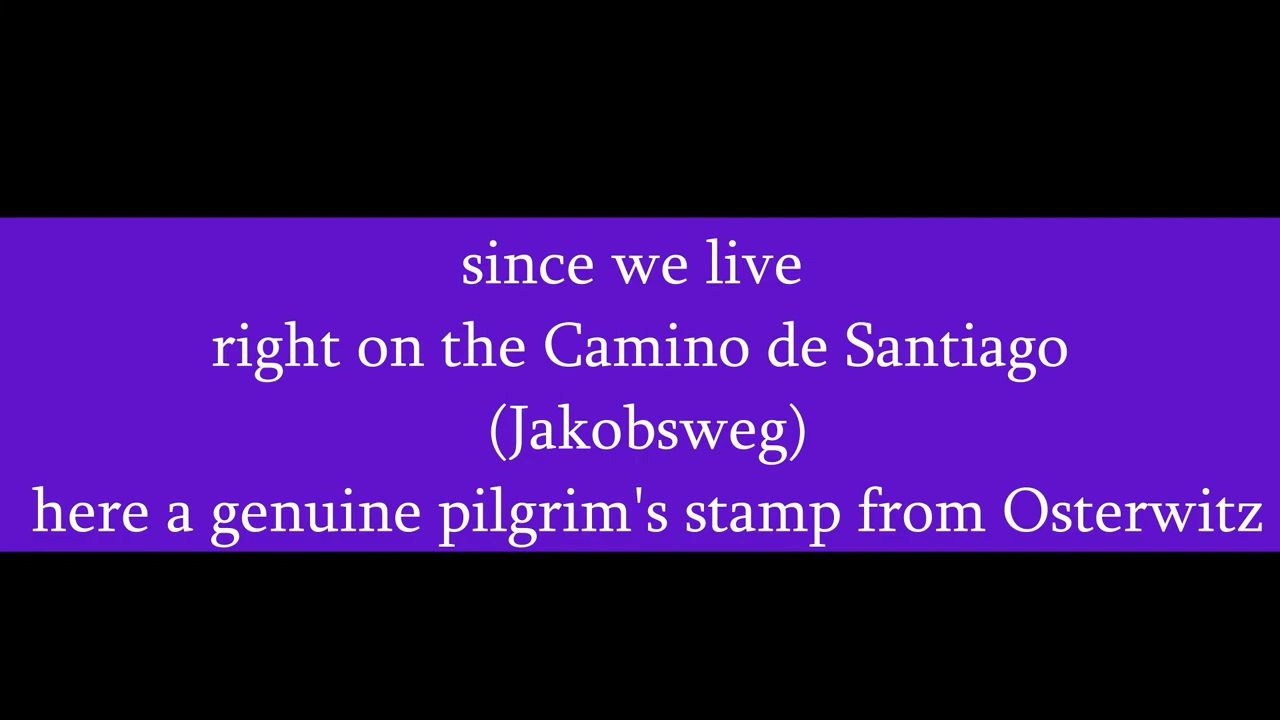 since we live
right on the Camino de Santiago
(Jakobsweg)
here a genuine pilgrim's stamp from Osterwitz